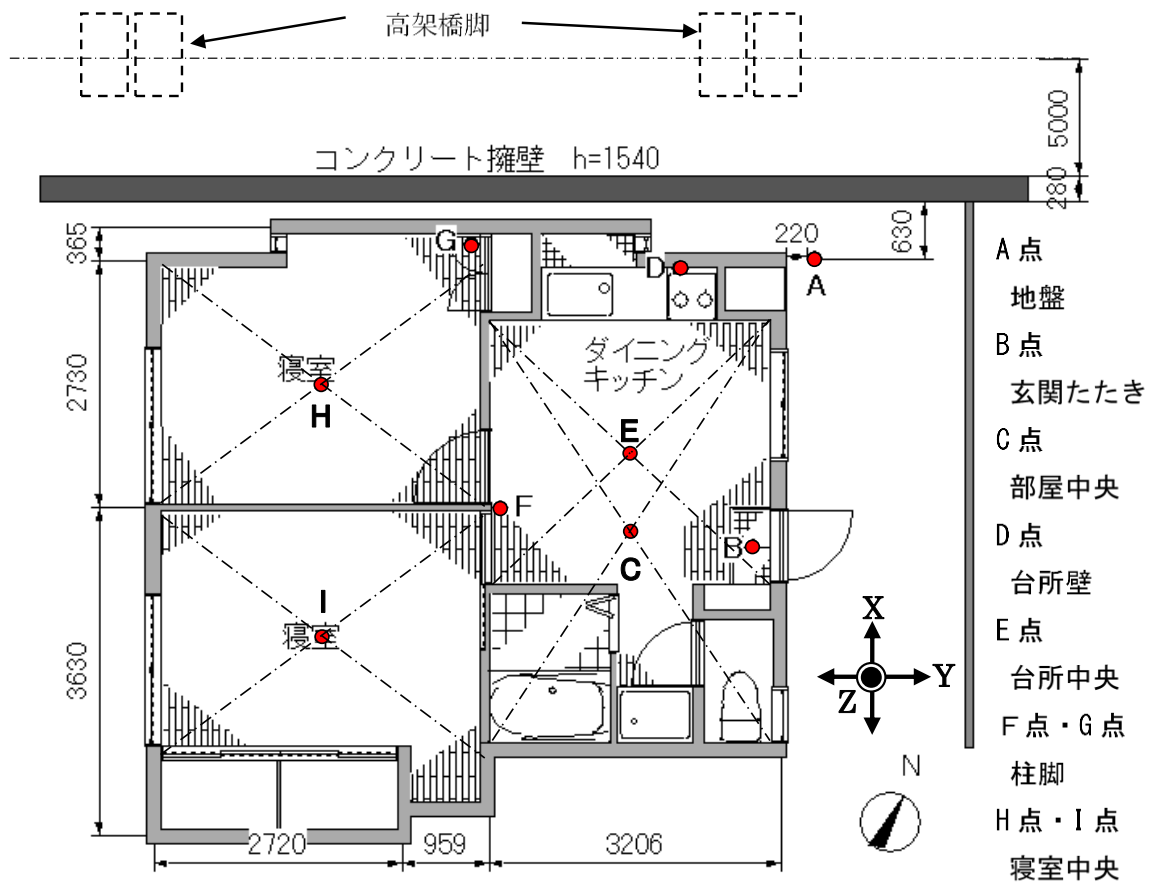 高架橋脚
5000
コンクリート擁壁 h=1540
280
365
G
D
220
630
A
A点
地盤
B点
玄関たたき
C点
部屋中央
D点
台所壁
E点
台所中央
F点・G点
柱脚
H点・I点
寝室中央
2730
寝室
H
ダイニング
キッチン
E
F
B
C
I
寝室
3630
X
Y
Z
N
2720
959
3206